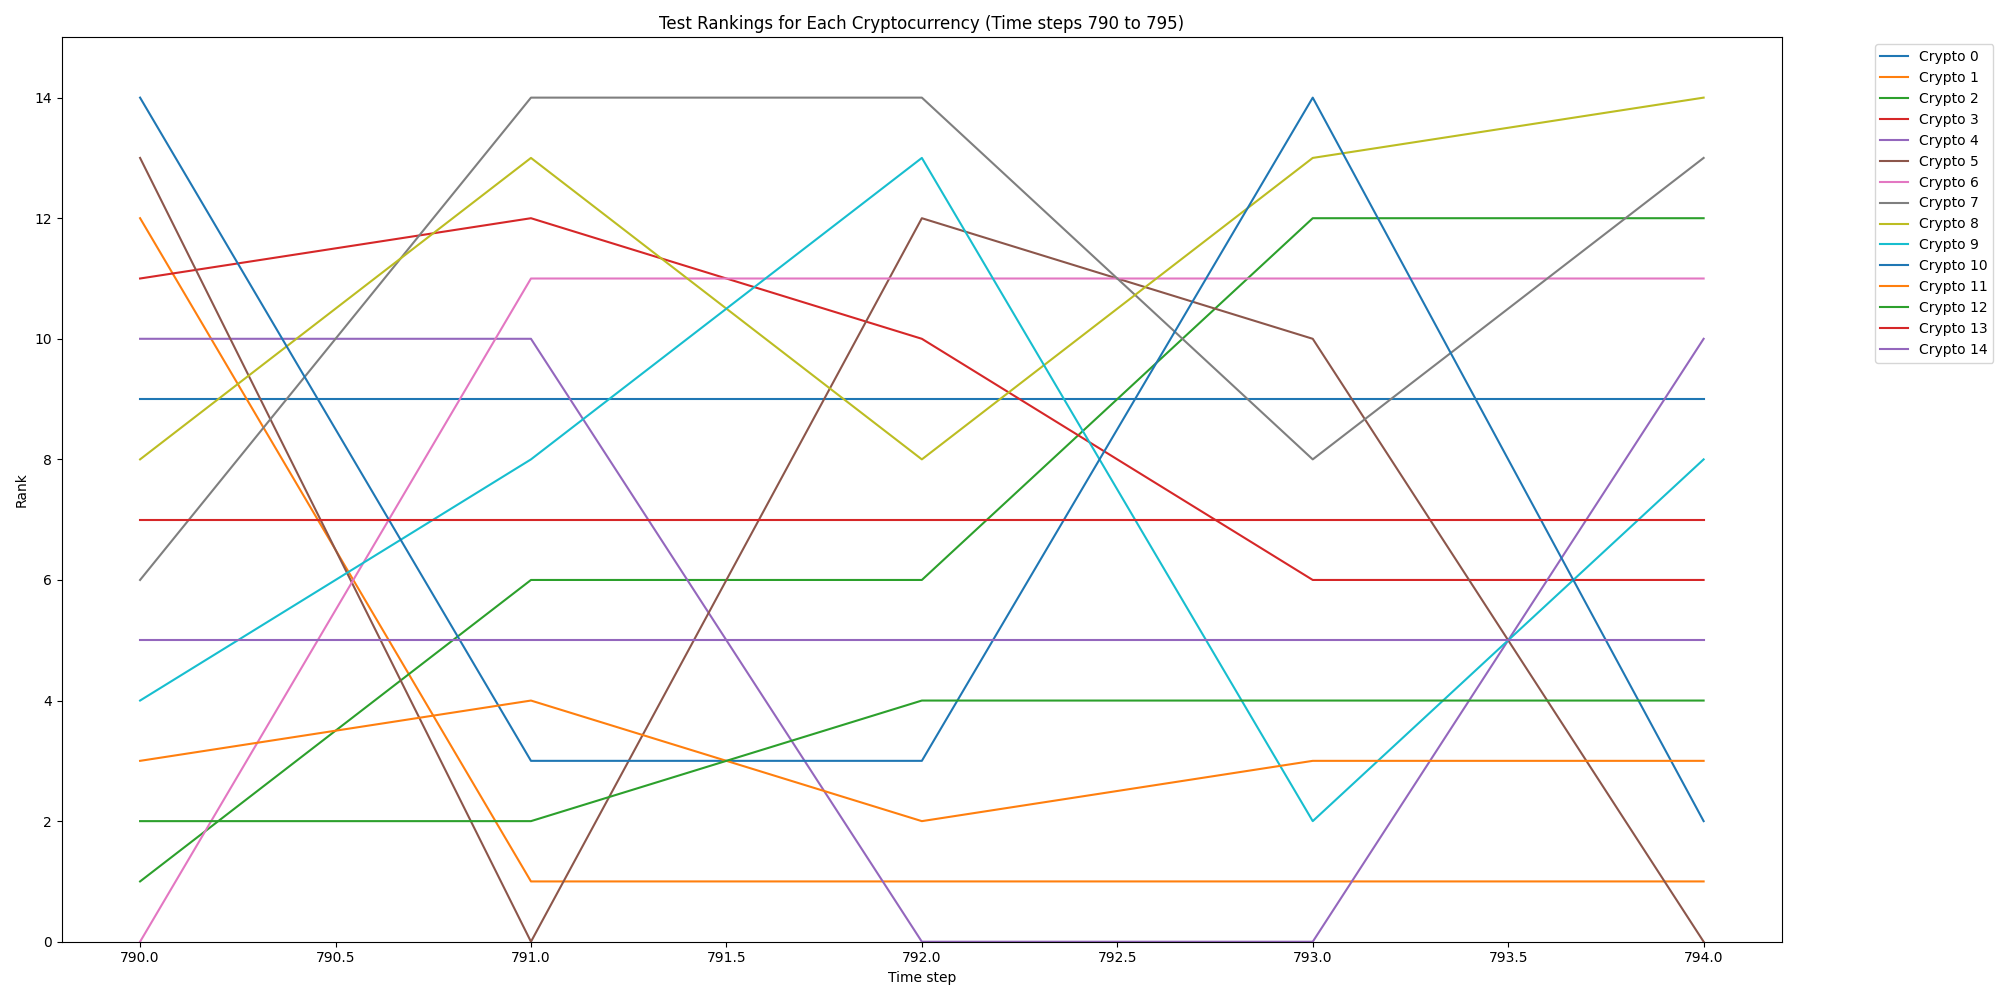 Test Rankings for Each Cryptocurrency (Time steps 790 to 795)
Rank
14
12
10
8
6
4
2
0
790.0 790.5 791.0 791.5 792.0 792.5 793.0 793.5 794.0
Time step
Crypto 0
Crypto 1
Crypto 2
Crypto 3
Crypto 4
Crypto 5
Crypto 6
Crypto 7
Crypto 8
Crypto 9
Crypto 10
Crypto 11
Crypto 12
Crypto 13
Crypto 14